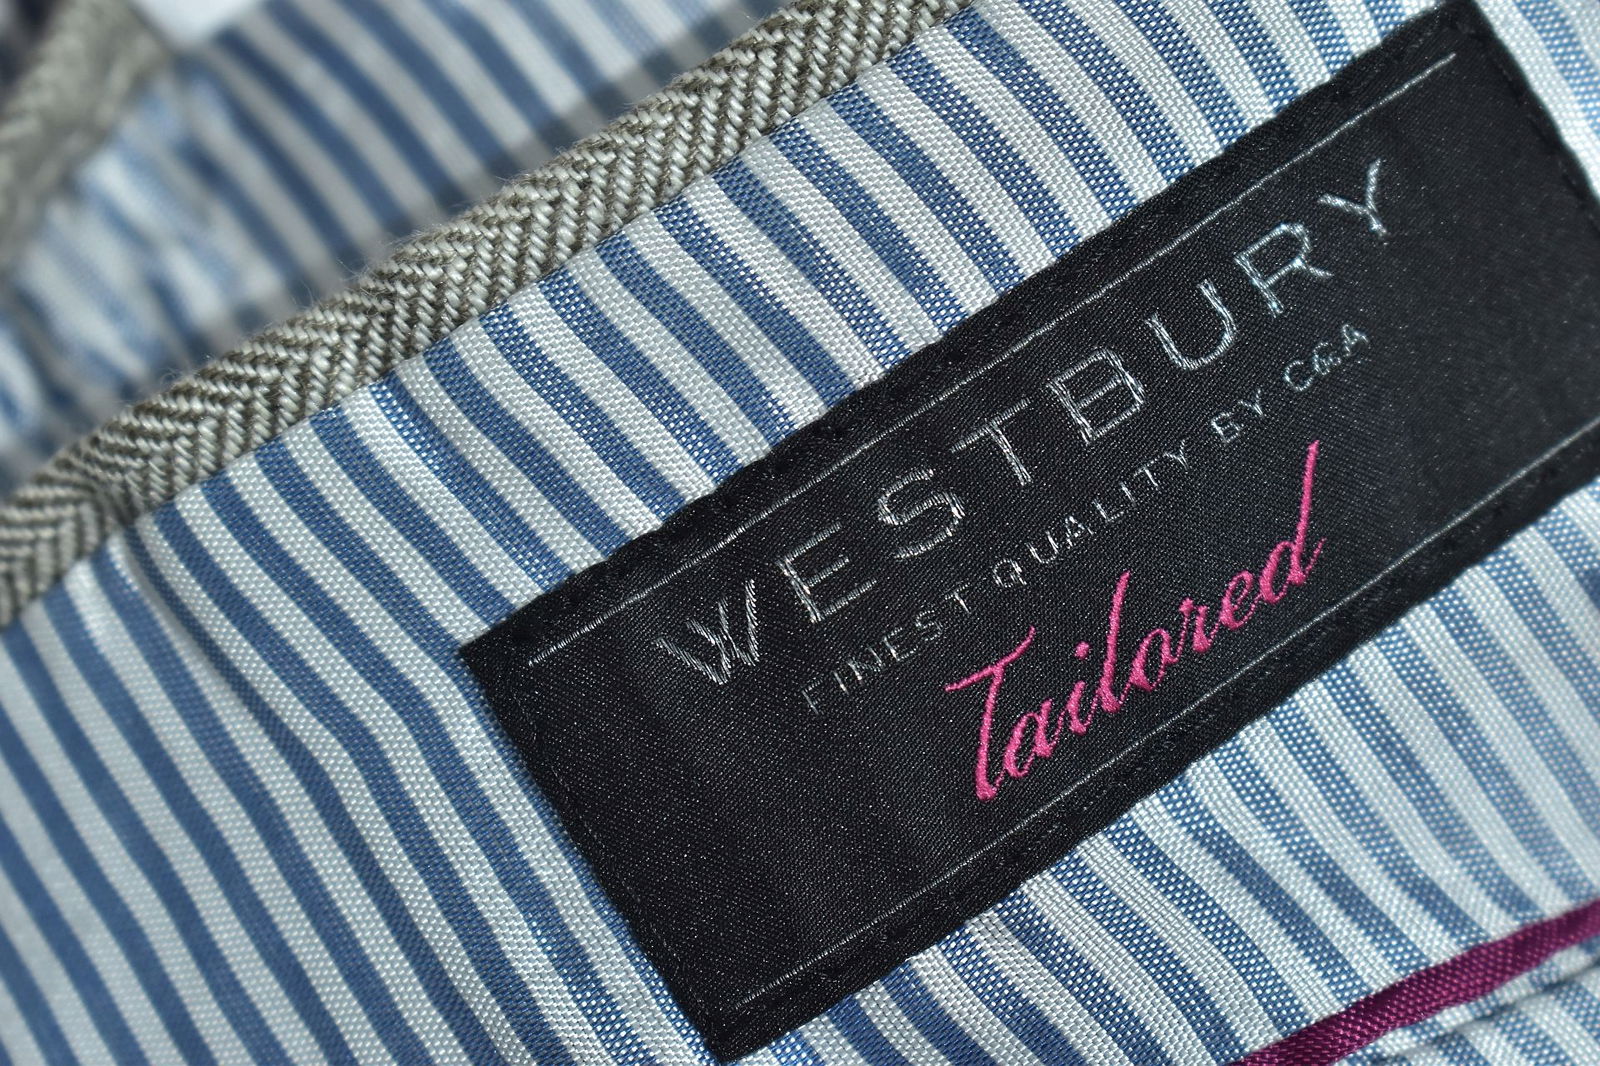 WESTBURY
FINEST QUALITY BY C&A
Tailored